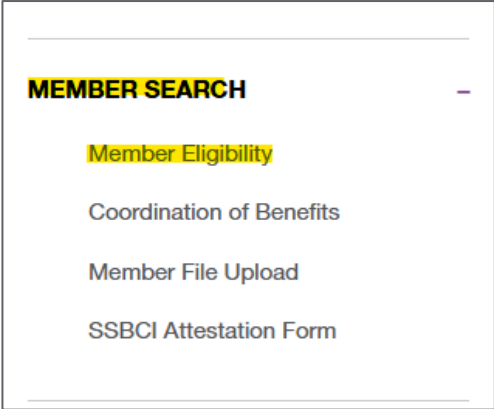 MEMBER SEARCH –
Member Eligibility
Coordination of Benefits
Member File Upload
SSBCI Attestation Form